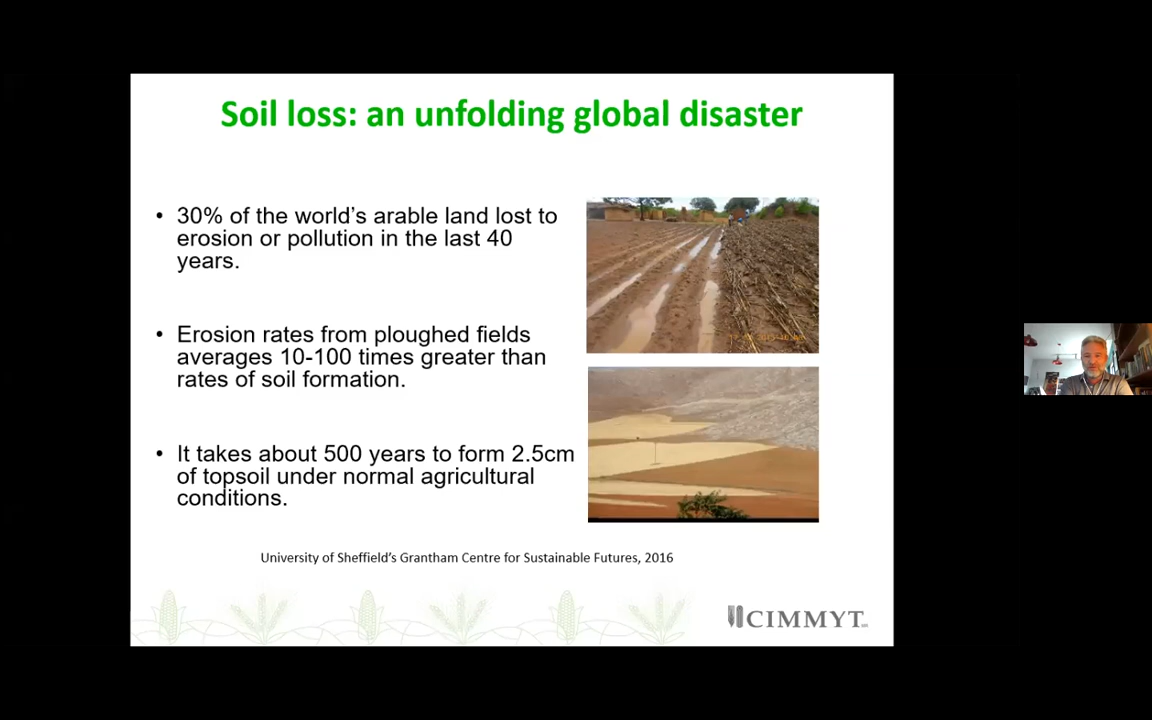 Soil loss: an unfolding global disaster
• 30% of the world's arable land lost to
erosion or pollution in the last 40
years.
• Erosion rates from ploughed fields
averages 10-100 times greater than
rates of soil formation.
• It takes about 500 years to form 2.5cm
of topsoil under normal agricultural
conditions.
University of Sheffield's Grantham Centre for Sustainable Futures, 2016
CIMMYT